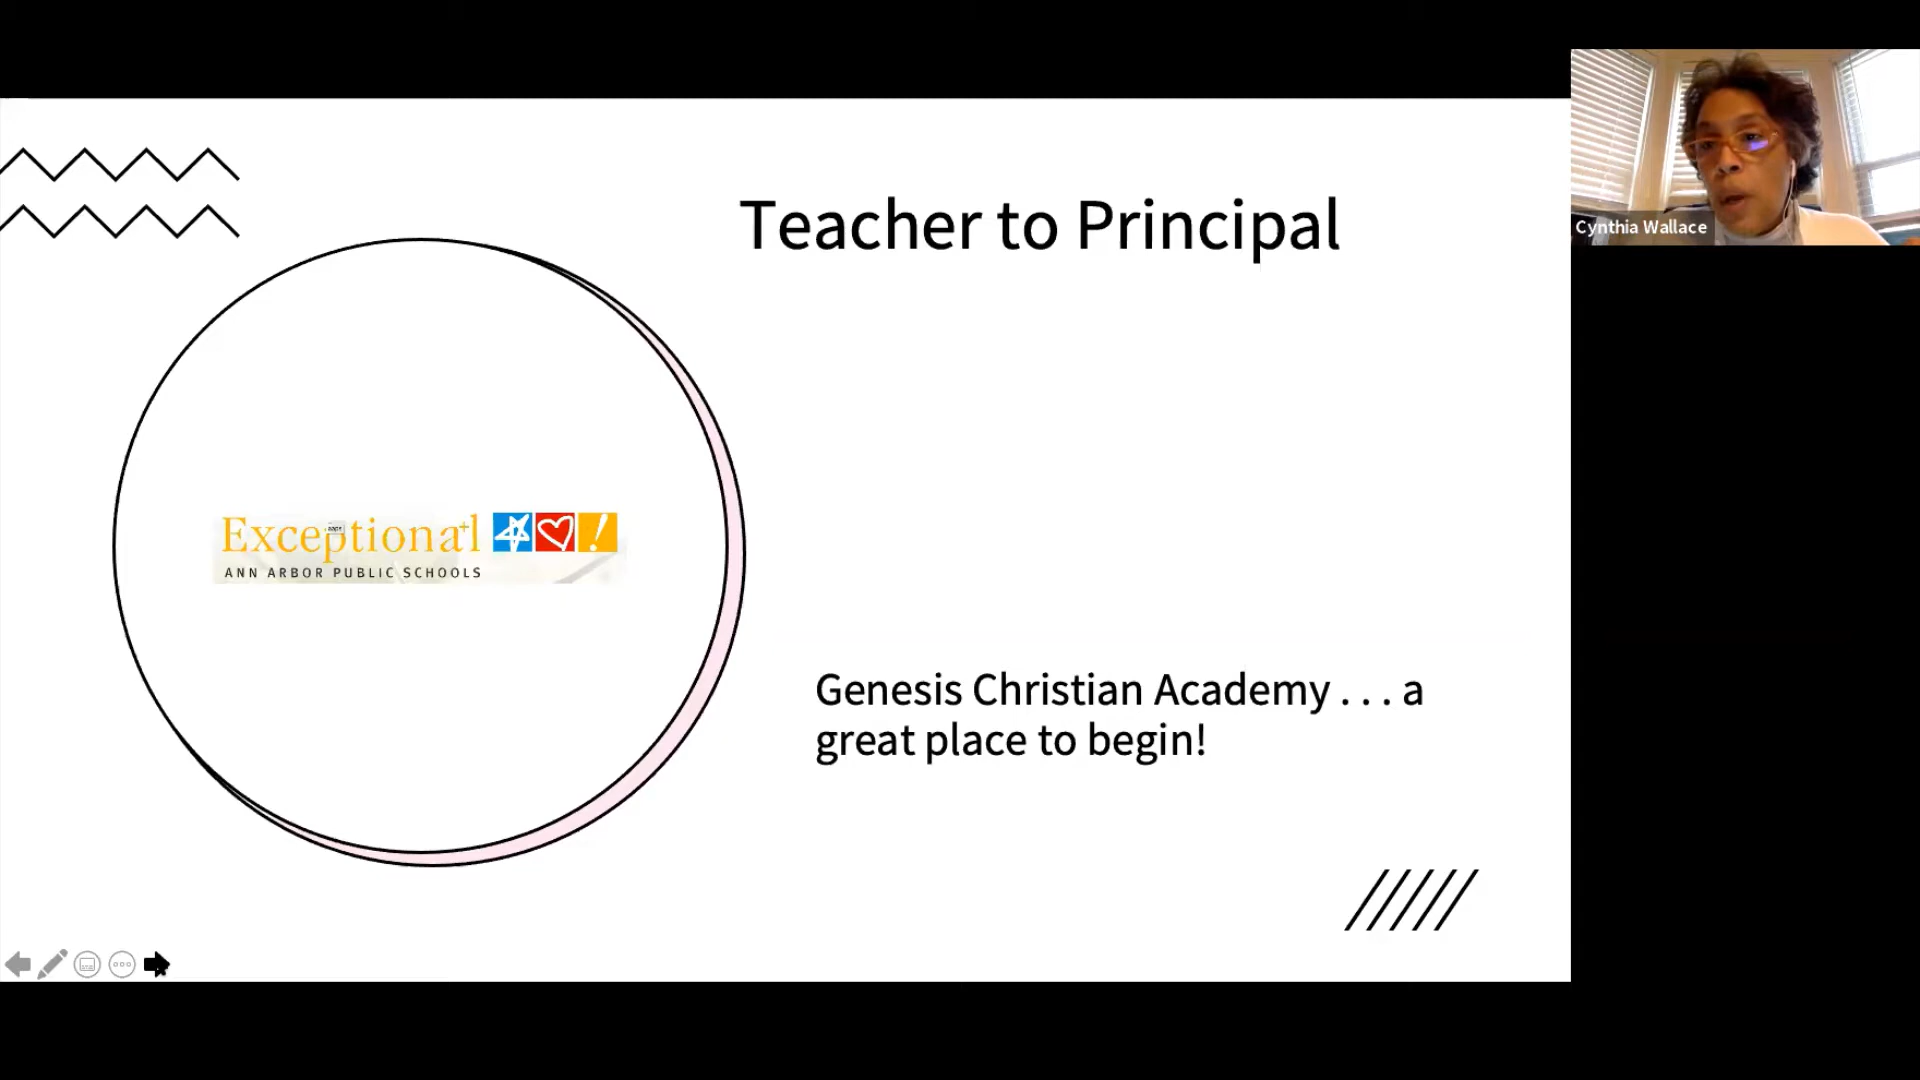 Teacher to Principal
Cynthia Wallace
Exceptional
ANN ARBOR PUBLIC SCHOOLS
Genesis Christian Academy . . . a
great place to begin!